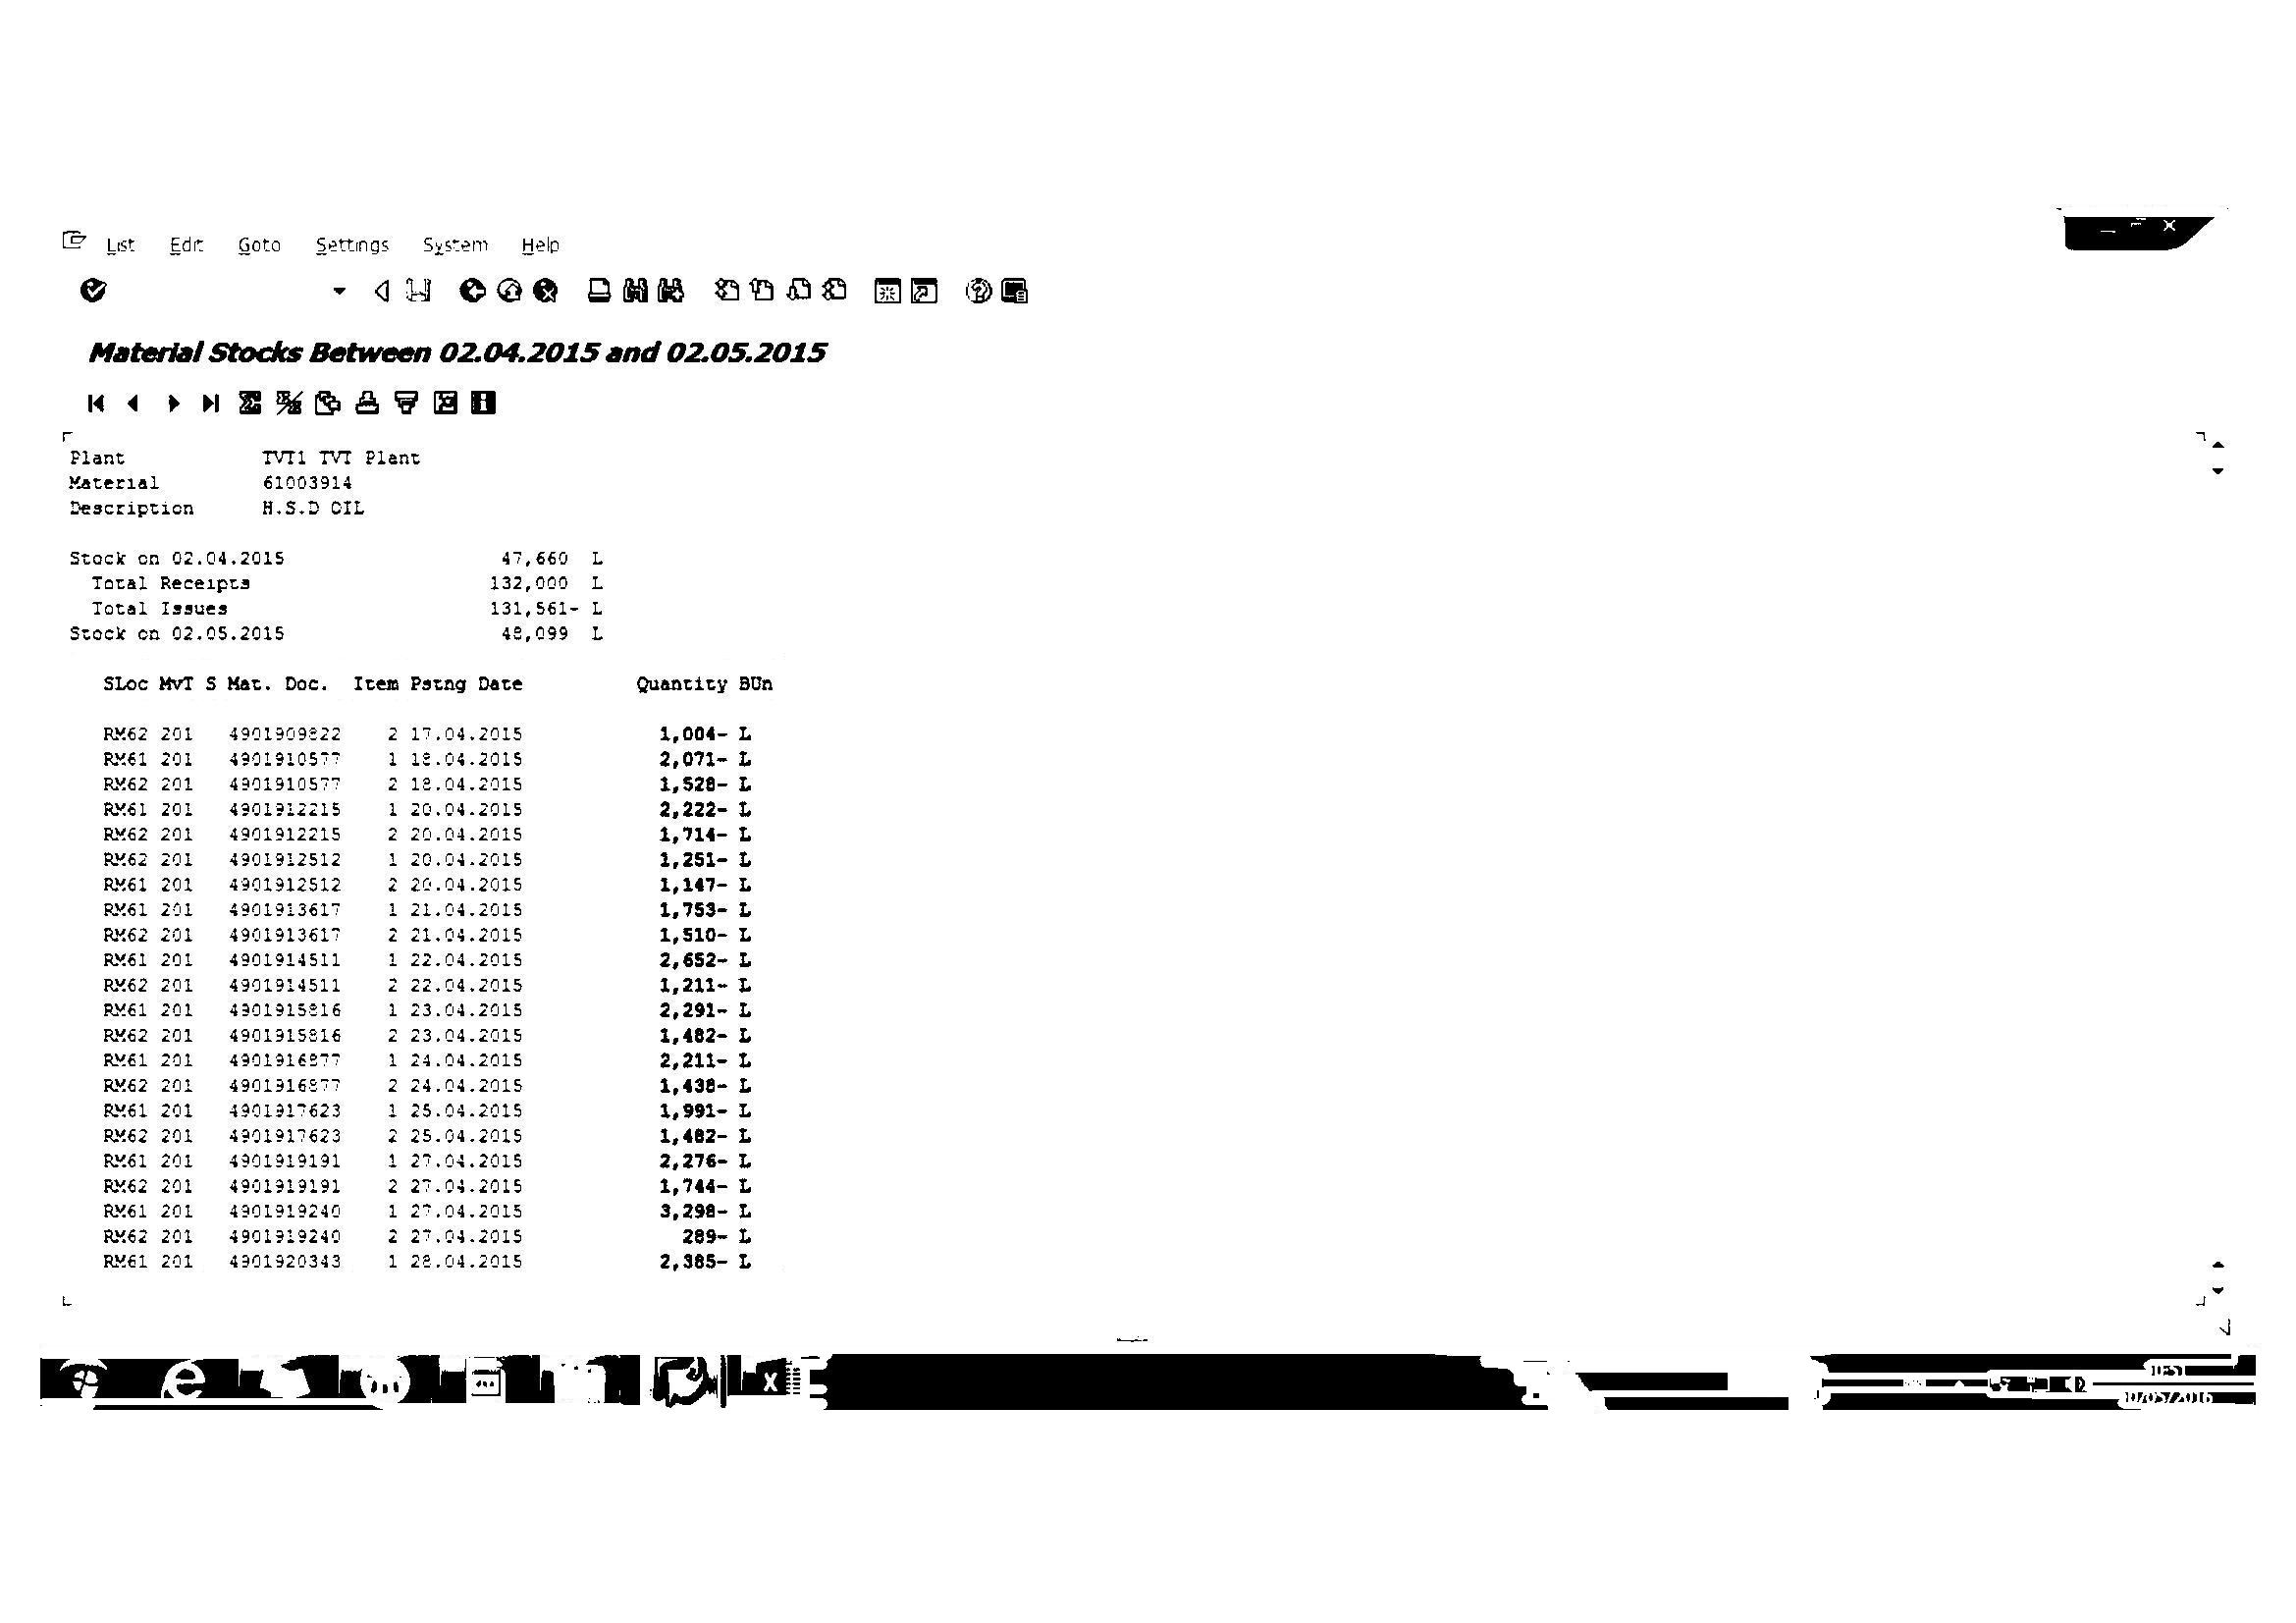 List Edit Goto Settings System Help
Material Stocks Between 02.04.2015 and 02.05.2015
Plant TVT1 TVT Plant
Material 61003914
Description H.S.D OIL
Stock on 02.04.2015 47,660 L
Total Receipts 132,000 L
Total Issues 131,561- L
Stock on 02.05.2015 48,099 L
SLoc MvT S Mat. Doc. Item Pstng Date Quantity BUn
RM62 201 4901909822 2 17.04.2015 1,004- L
RM61 201 4901910577 1 18.04.2015 2,071- L
RM62 201 4901910577 2 18.04.2015 1,528- L
RM61 201 4901912215 1 20.04.2015 2,222- L
RM62 201 4901912215 2 20.04.2015 1,714- L
RM62 201 4901912512 1 20.04.2015 1,251- L
RM61 201 4901912512 2 20.04.2015 1,147- L
RM61 201 4901913617 1 21.04.2015 1,753- L
RM62 201 4901913617 2 21.04.2015 1,510- L
RM61 201 4901914511 1 22.04.2015 2,652- L
RM62 201 4901914511 2 22.04.2015 1,211- L
RM61 201 4901915816 1 23.04.2015 2,291- L
RM62 201 4901915816 2 23.04.2015 1,482- L
RM61 201 4901916877 1 24.04.2015 2,211- L
RM62 201 4901916877 2 24.04.2015 1,438- L
RM61 201 4901917623 1 25.04.2015 1,991- L
RM62 201 4901917623 2 25.04.2015 1,482- L
RM61 201 4901919191 1 27.04.2015 2,276- L
RM62 201 4901919191 2 27.04.2015 1,744- L
RM61 201 4901919240 1 27.04.2015 3,298- L
RM62 201 4901919240 2 27.04.2015 289- L
RM61 201 4901920343 1 28.04.2015 2,385- L